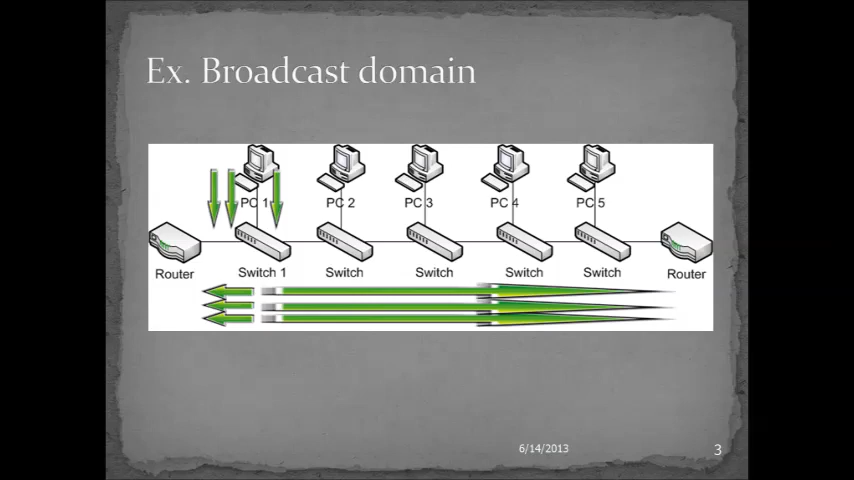 Ex. Broadcast domain
PC 1 PC 2 PC 3 PC 4 PC 5
Router Switch 1 Switch Switch Switch Switch Router
6/14/2013 3